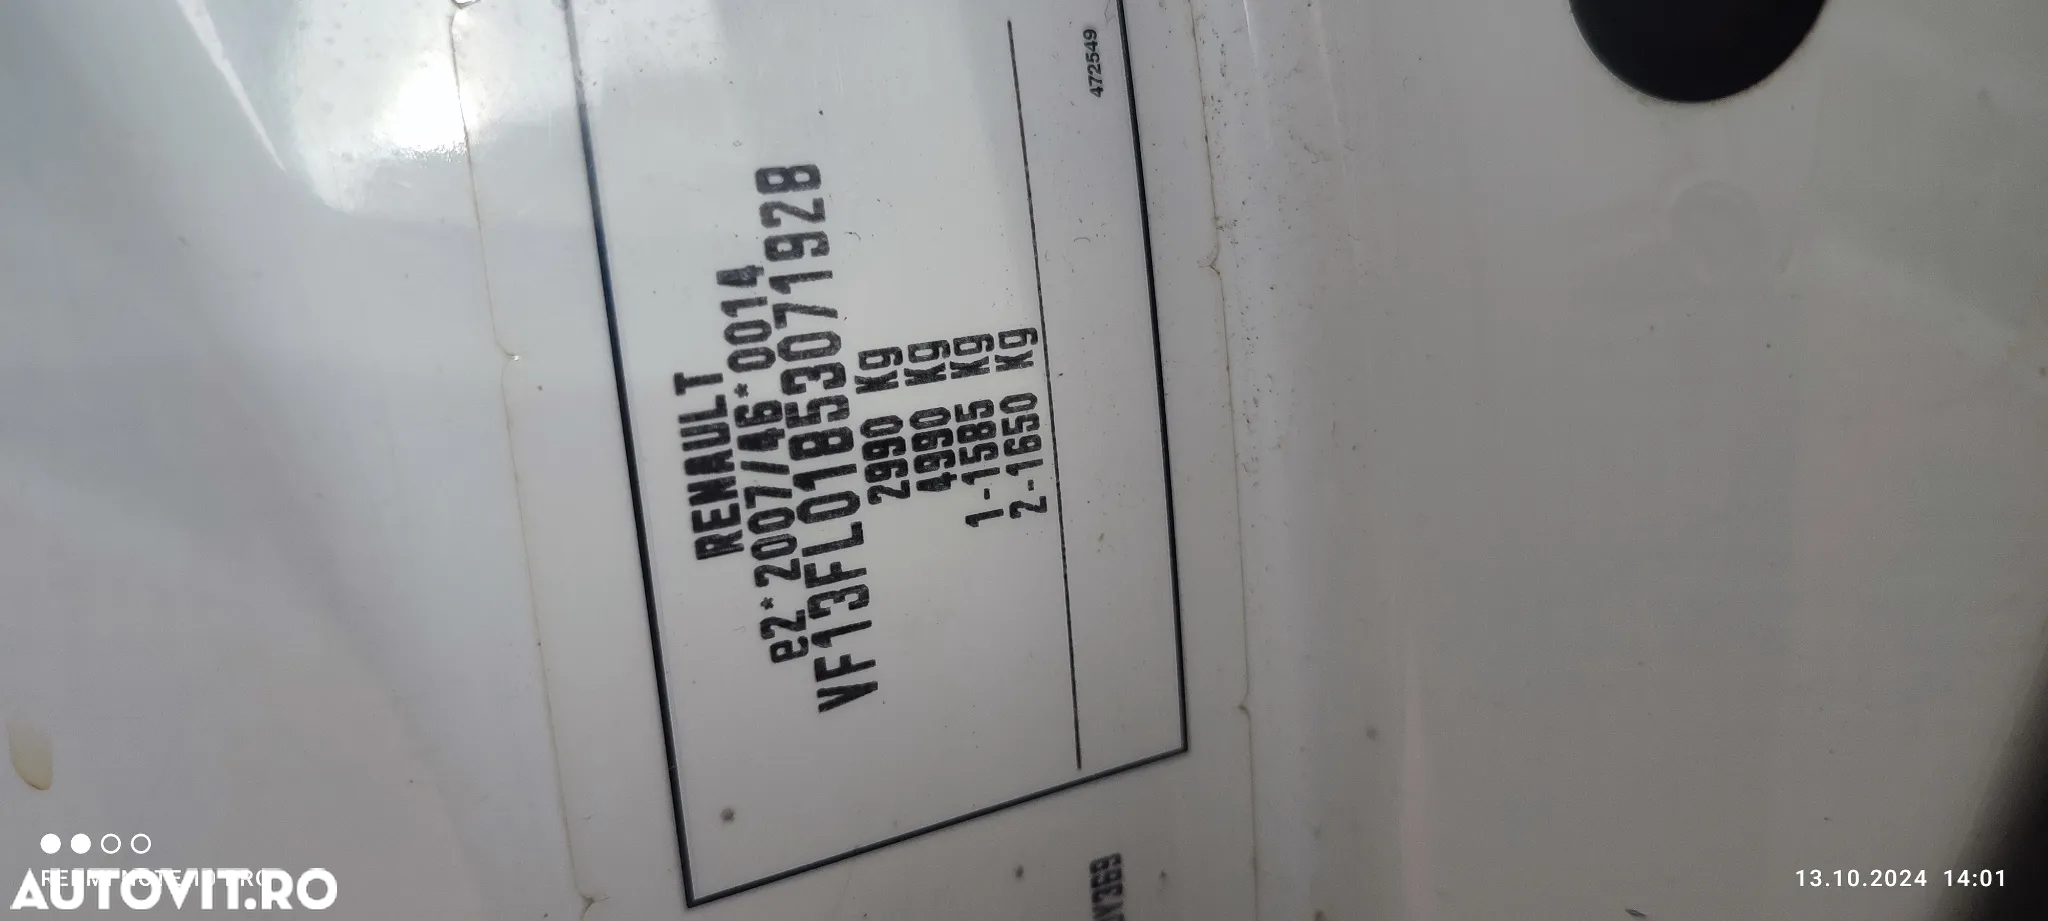 RENAULT
e2*2007/46*0014
VF13FL01853071928
2990 Kg
4990 Kg
1-1585 Kg
2-1650 Kg
472549
AUTOVIT.RO
13.10.2024 14:01